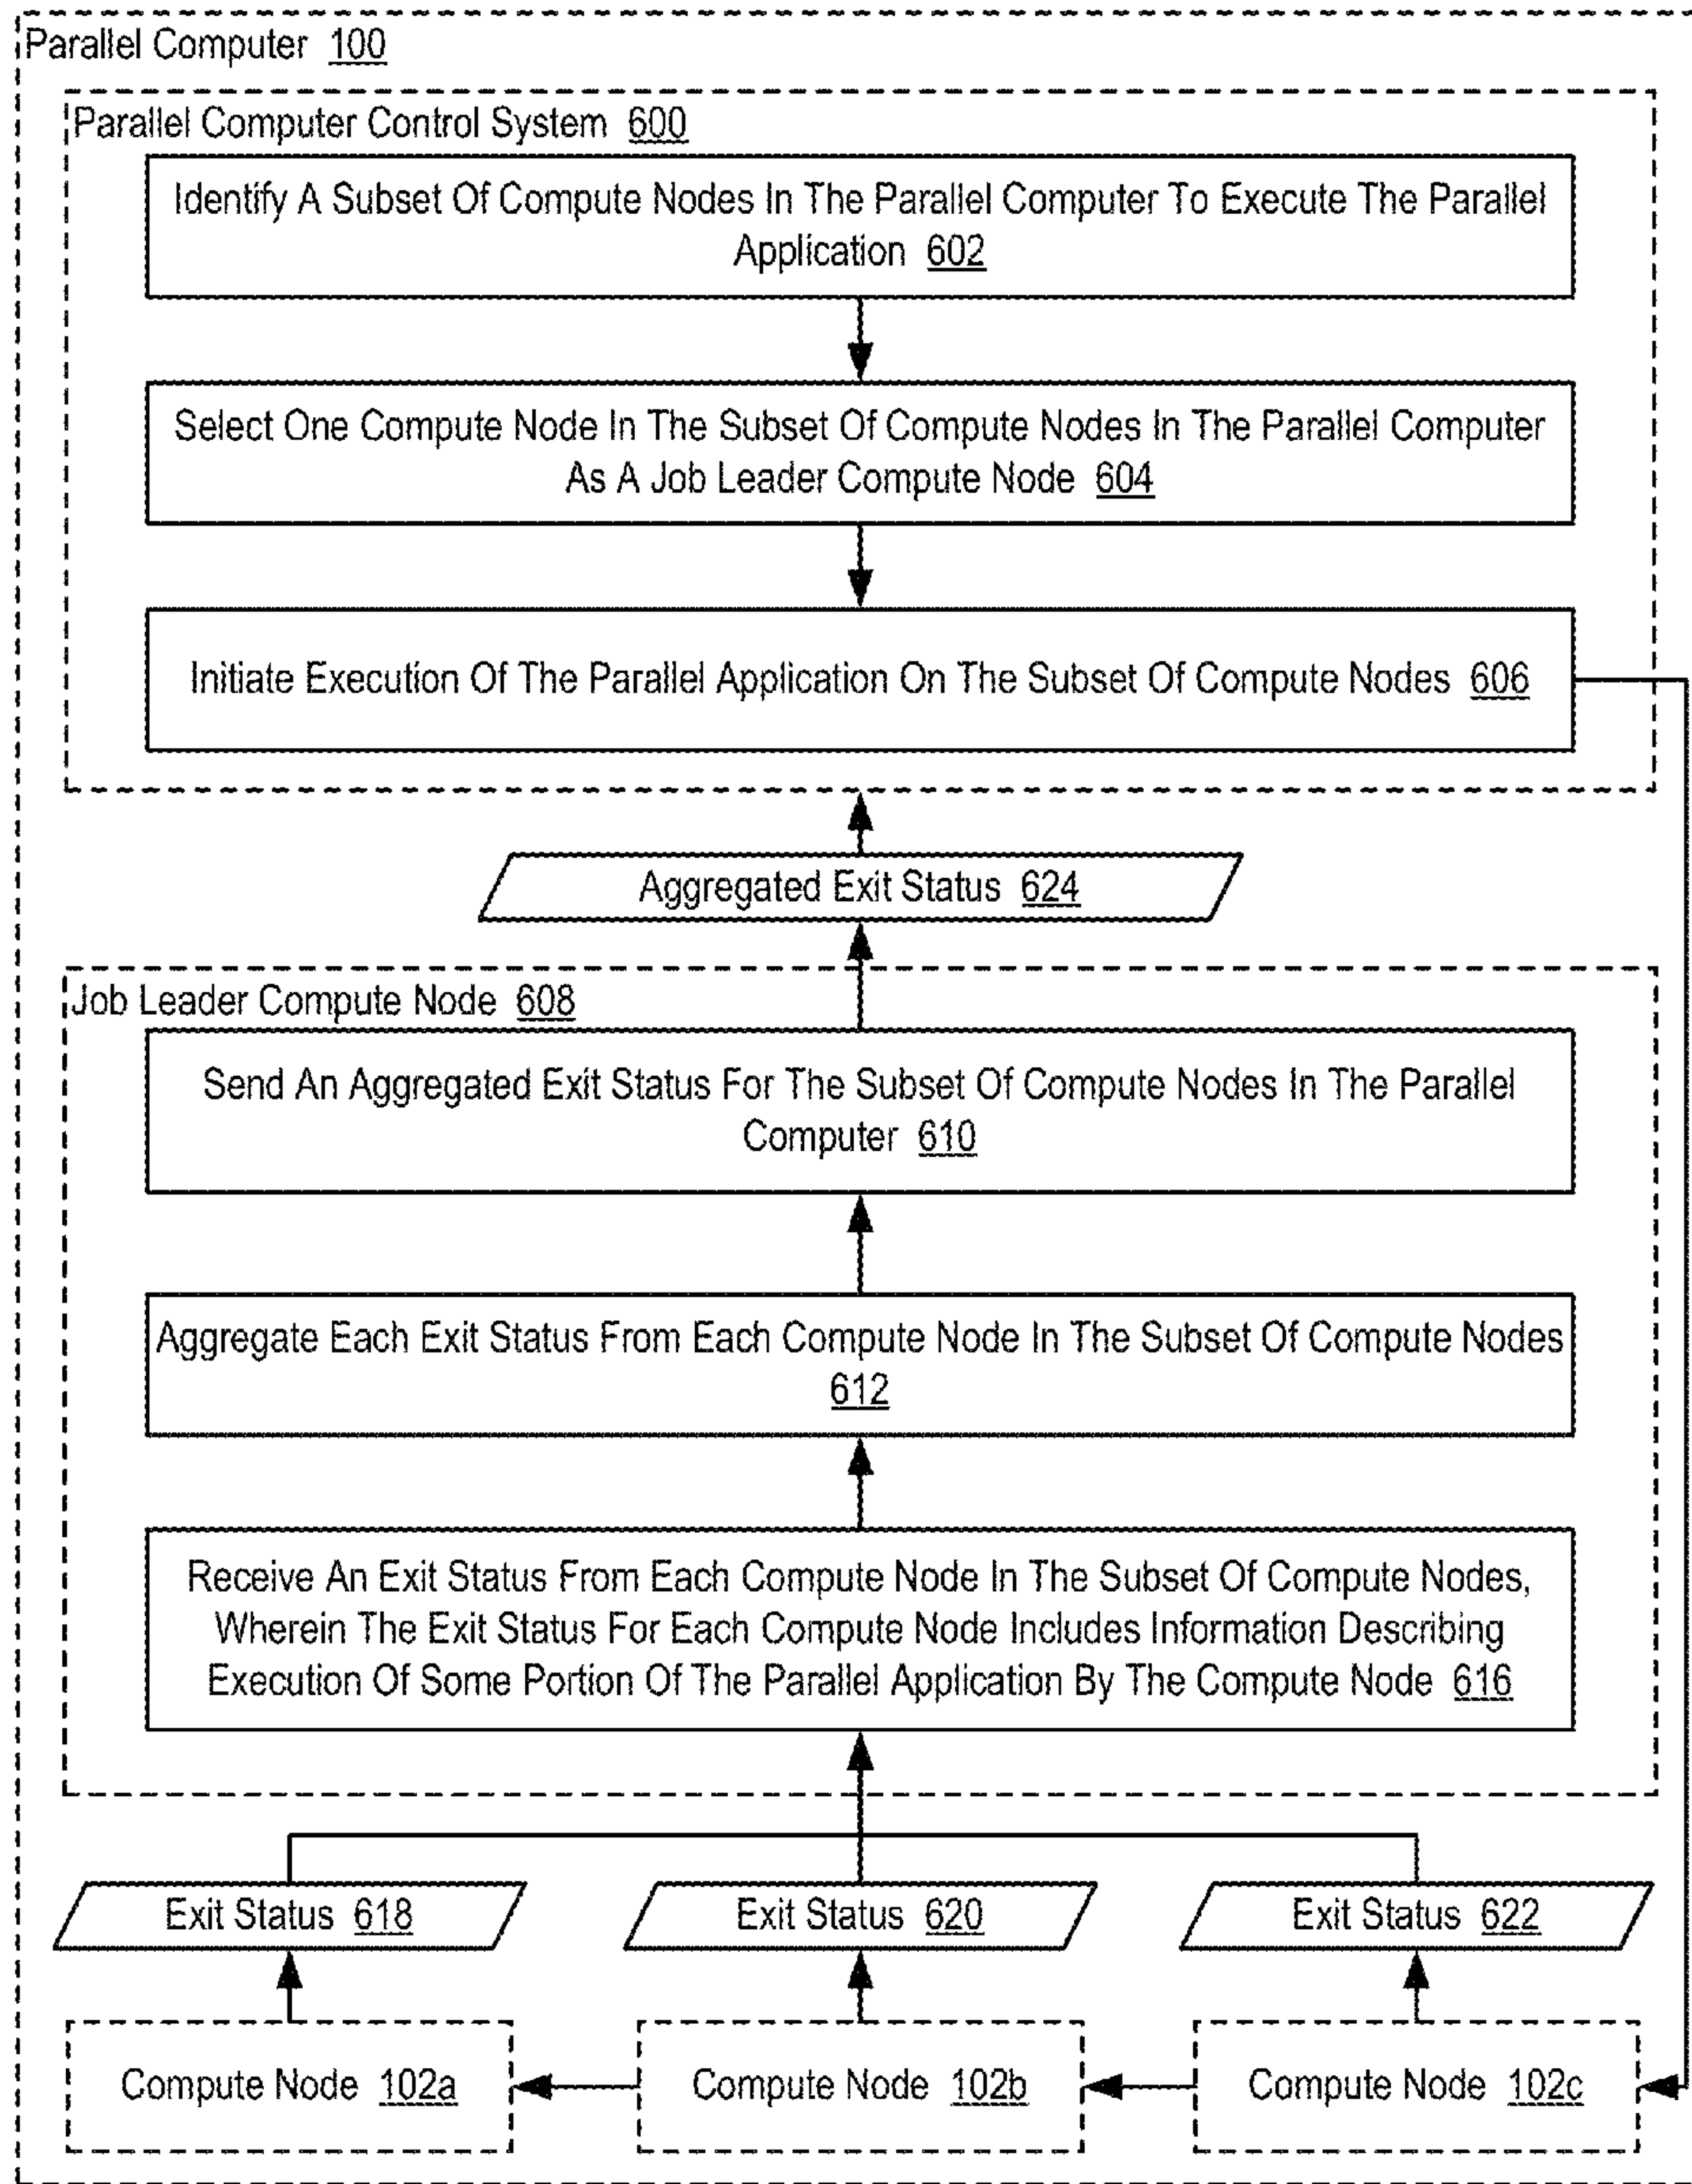 Parallel Computer 100
Parallel Computer Control System 600
Identify A Subset Of Compute Nodes In The Parallel Computer To Execute The Parallel
Application 602
Select One Compute Node In The Subset Of Compute Nodes In The Parallel Computer
As A Job Leader Compute Node 604
Initiate Execution Of The Parallel Application On The Subset Of Compute Nodes 606
Aggregated Exit Status 624
Job Leader Compute Node 608
Send An Aggregated Exit Status For The Subset Of Compute Nodes In The Parallel
Computer 610
Aggregate Each Exit Status From Each Compute Node In The Subset Of Compute Nodes
612
Receive An Exit Status From Each Compute Node In The Subset Of Compute Nodes,
Wherein The Exit Status For Each Compute Node Includes Information Describing
Execution Of Some Portion Of The Parallel Application By The Compute Node 616
Exit Status 618
Exit Status 620
Exit Status 622
Compute Node 102a
Compute Node 102b
Compute Node 102c